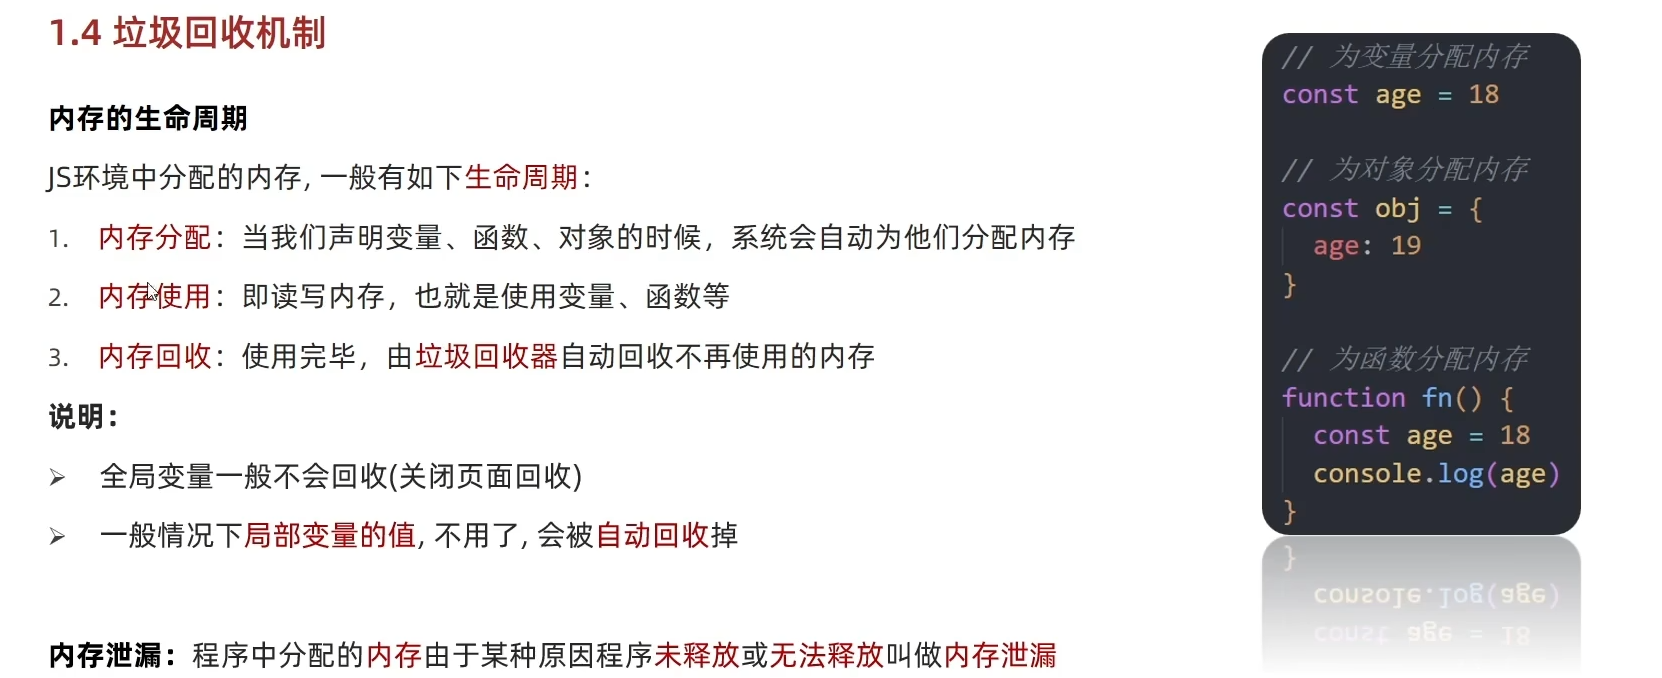 1.4 垃圾回收机制
内存的生命周期
JS环境中分配的内存, 一般有如下生命周期：
1. 内存分配：当我们声明变量、函数、对象的时候，系统会自动为他们分配内存
2. 内存使用：即读写内存，也就是使用变量、函数等
3. 内存回收：使用完毕，由垃圾回收器自动回收不再使用的内存
说明：
➢ 全局变量一般不会回收(关闭页面回收)
➢ 一般情况下局部变量的值, 不用了, 会被自动回收掉
内存泄漏：程序中分配的内存由于某种原因程序未释放或无法释放叫做内存泄漏
// 为变量分配内存
const age = 18
// 为对象分配内存
const obj = {
age: 19
}
// 为函数分配内存
function fn() {
const age = 18
console.log(age)
}